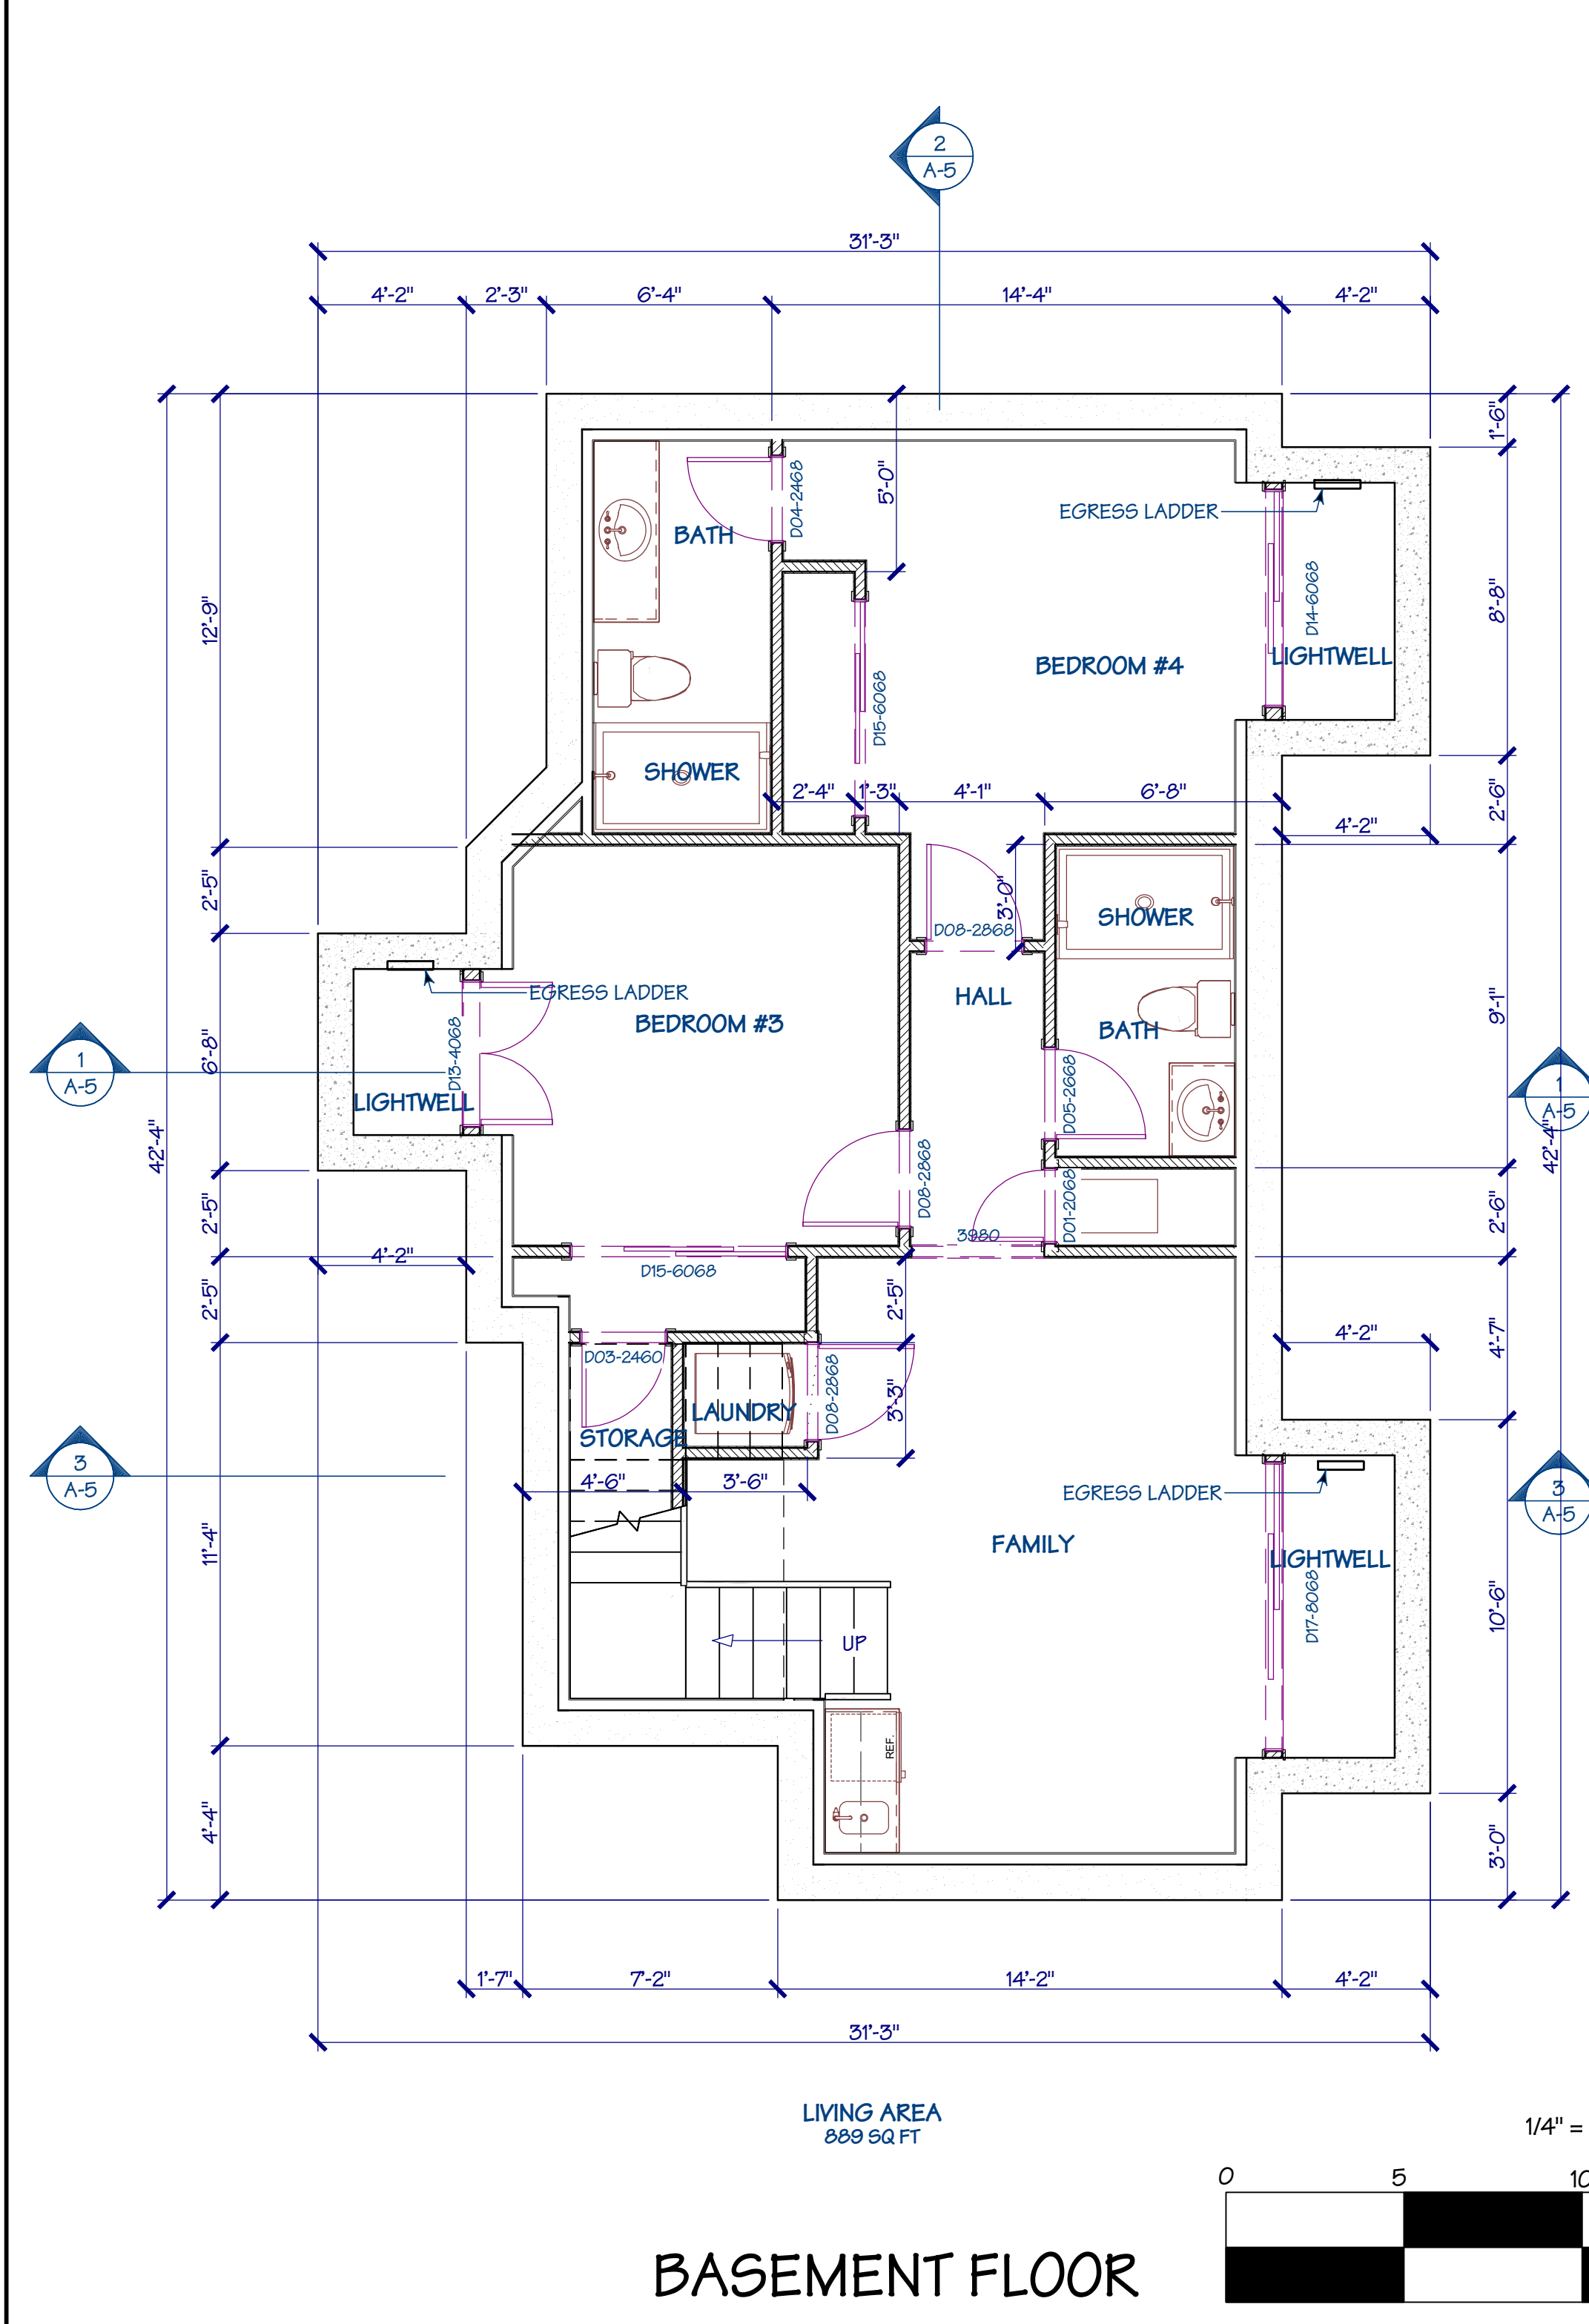 2
A-5
31'-3"
4'-2"
2'-3"
6'-4"
14'-4"
4'-2"
1'-6"
5'-0"
D04-2468
BATH
EGRESS LADDER
D14-6068
8'-8"
12'-9"
LIGHTWELL
BEDROOM #4
D15-6068
SHOWER
2'-4"
1'-3"
4'-1"
6'-8"
2'-6"
4'-2"
2'-5"
3'-0"
SHOWER
D08-2868
EGRESS LADDER
HALL
BEDROOM #3
BATH
9'-1"
6'-8"
D13-4068
1
A-5
LIGHTWELL
D05-2668
1
A-5
42'-4"
42'-4"
D08-2868
D01-2068
2'-5"
2'-6"
3980
4'-2"
D15-6068
2'-5"
2'-5"
4'-7"
4'-2"
D03-2460
D08-2868
3'-3"
LAUNDRY
STORAGE
3
A-5
4'-6"
3'-6"
EGRESS LADDER
3
A-5
FAMILY
LIGHTWELL
D17-8068
11'-4"
10'-6"
UP
REF.
4'-4"
3'-0"
1'-7"
7'-2"
14'-2"
4'-2"
31'-3"
LIVING AREA
889 SQ FT
1/4" =
0
5
10
BASEMENT FLOOR